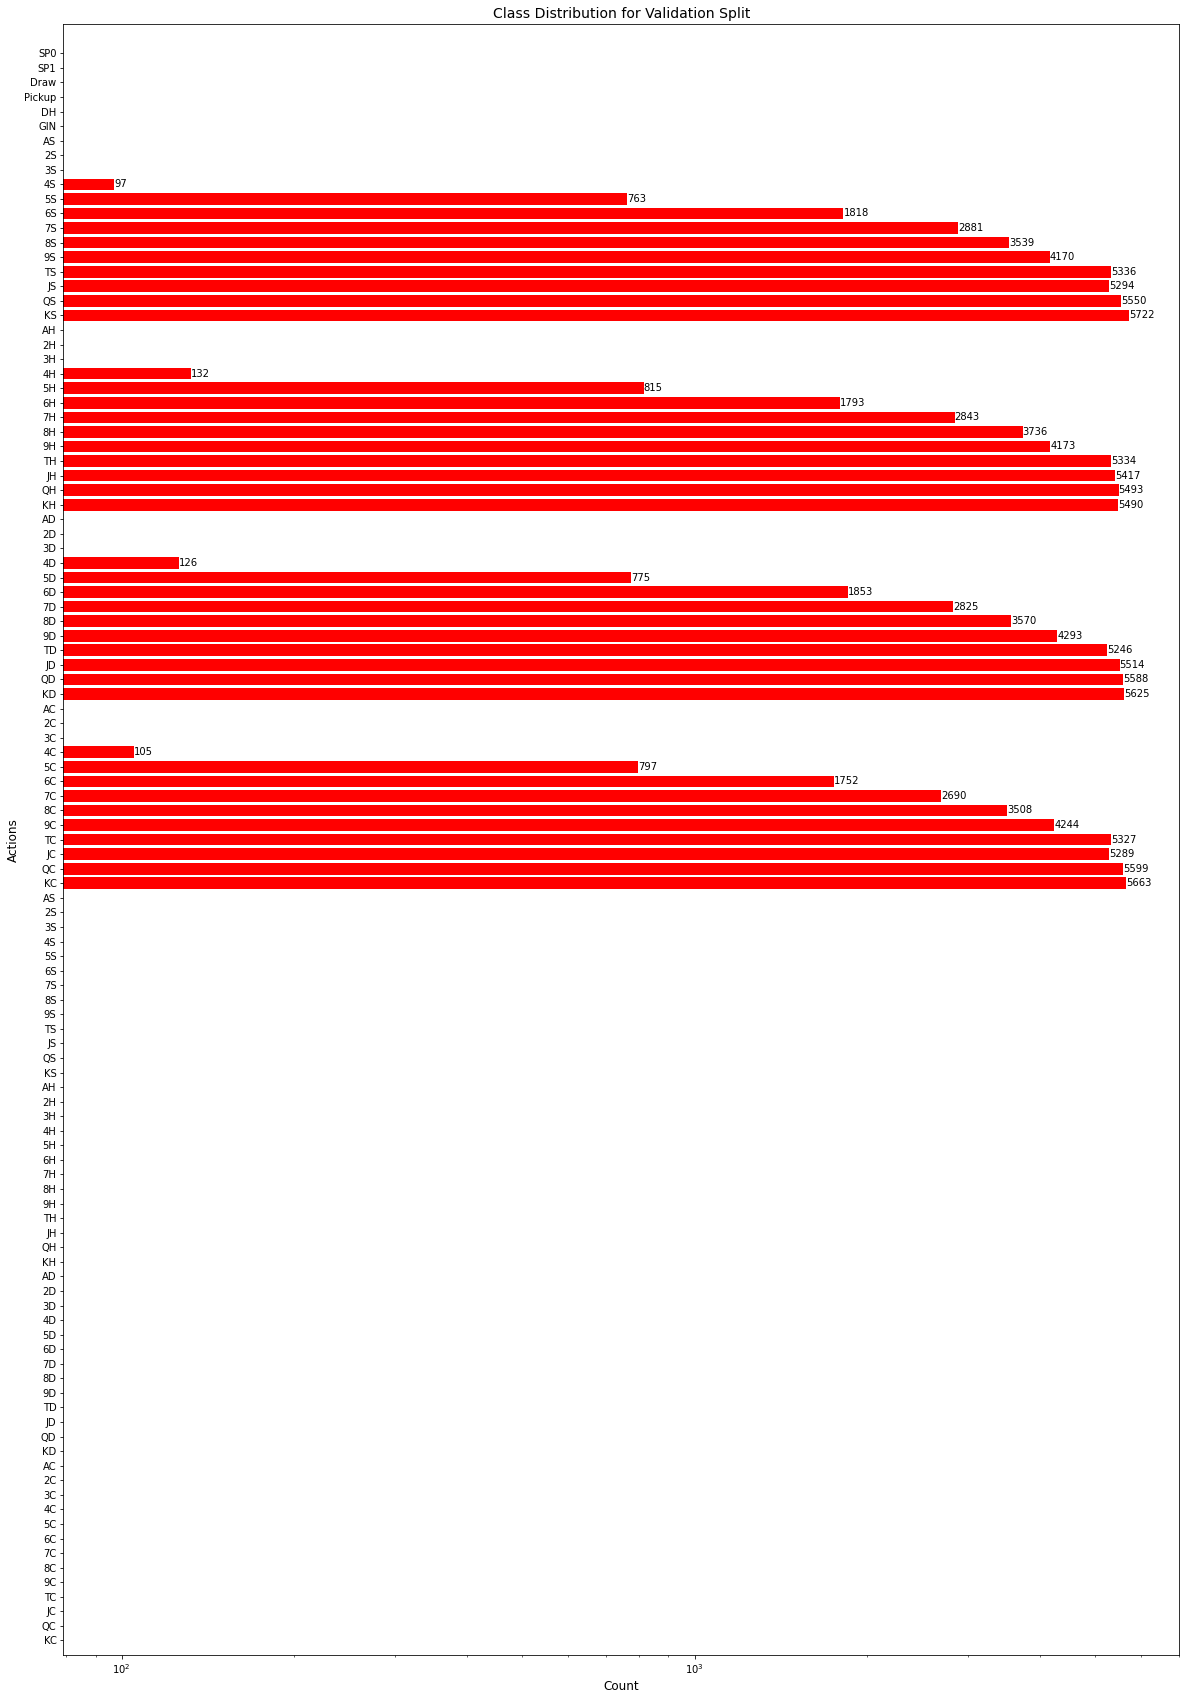 Class Distribution for Validation Split
SP0
SP1
Draw
Pickup
DH
GIN
AS
2S
3S
4S 97
5S 763
6S 1818
7S 2881
8S 3539
9S 4170
TS 5336
JS 5294
QS 5550
KS 5722
AH
2H
3H
4H 132
5H 815
6H 1793
7H 2843
8H 3736
9H 4173
TH 5334
JH 5417
QH 5493
KH 5490
AD
2D
3D
4D 126
5D 775
6D 1853
7D 2825
8D 3570
9D 4293
TD 5246
JD 5514
QD 5588
KD 5625
AC
2C
3C
4C 105
5C 797
6C 1752
7C 2690
8C 3508
9C 4244
TC 5327
JC 5289
QC 5599
KC 5663
AS
2S
3S
4S
5S
6S
7S
8S
9S
TS
JS
QS
KS
AH
2H
3H
4H
5H
6H
7H
8H
9H
TH
JH
QH
KH
AD
2D
3D
4D
5D
6D
7D
8D
9D
TD
JD
QD
KD
AC
2C
3C
4C
5C
6C
7C
8C
9C
TC
JC
QC
KC
Actions
10² 10³
Count